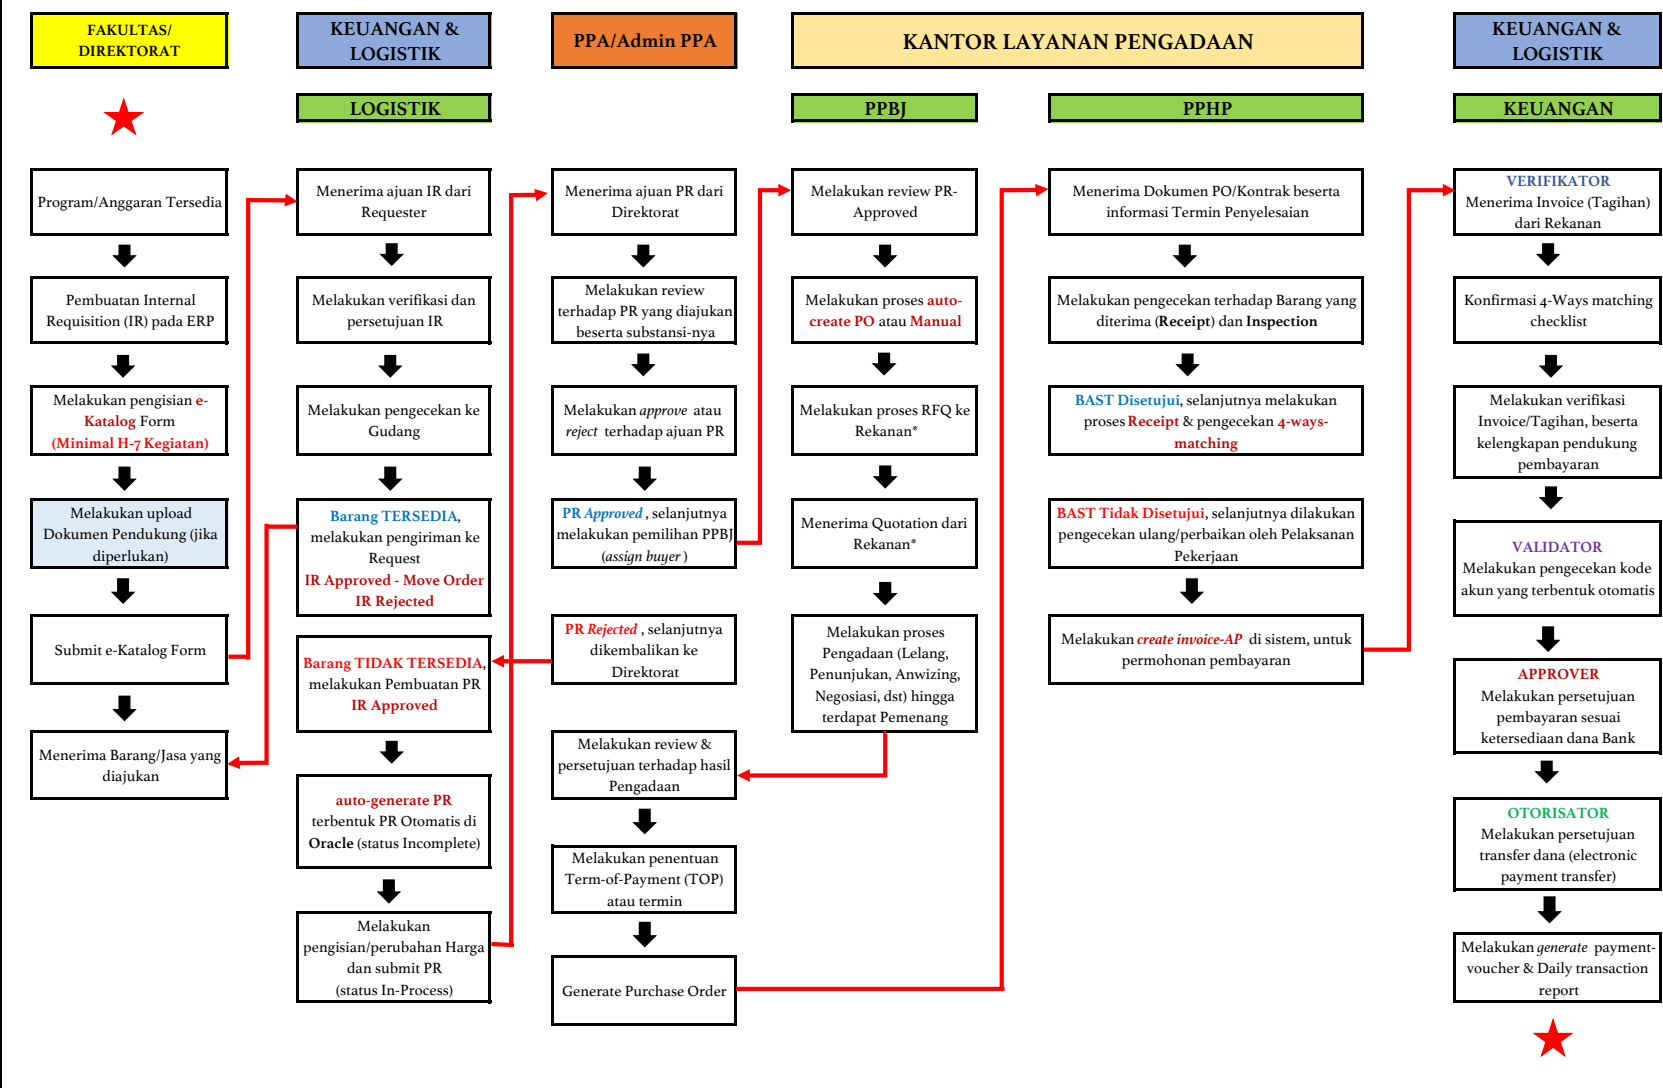 FAKULTAS/
DIREKTORAT
Program/Anggaran Tersedia
Pembuatan Internal
Requisition (IR) pada ERP
Melakukan pengisian e-
Katalog Form
(Minimal H-7 Kegiatan)
Melakukan upload
Dokumen Pendukung (jika
diperlukan)
Submit e-Katalog Form
Menerima Barang/Jasa yang
diajukan
KEUANGAN &
LOGISTIK
LOGISTIK
Menerima ajuan IR dari
Requester
Melakukan verifikasi dan
persetujuan IR
Melakukan pengecekan ke
Gudang
Barang TERSEDIA,
melakukan pengiriman ke
Request
IR Approved - Move Order
IR Rejected
Barang TIDAK TERSEDIA,
melakukan Pembuatan PR
IR Approved
auto-generate PR
terbentuk PR Otomatis di
Oracle (status Incomplete)
Melakukan
pengisian/perubahan Harga
dan submit PR
(status In-Process)
PPA/Admin PPA
Menerima ajuan PR dari
Direktorat
Melakukan review
terhadap PR yang diajukan
beserta substansi-nya
Melakukan approve atau
reject terhadap ajuan PR
PR Approved , selanjutnya
melakukan pemilihan PPBJ
(assign buyer )
PR Rejected , selanjutnya
dikembalikan ke
Direktorat
Melakukan review &
persetujuan terhadap hasil
Pengadaan
Melakukan penentuan
Term-of-Payment (TOP)
atau termin
Generate Purchase Order
KANTOR LAYANAN PENGADAAN
PPBJ
Melakukan review PR-
Approved
Melakukan proses auto-
create PO atau Manual
Melakukan proses RFQ ke
Rekanan*
Menerima Quotation dari
Rekanan*
Melakukan proses
Pengadaan (Lelang,
Penunjukan, Anwizing,
Negosiasi, dst) hingga
terdapat Pemenang
PPHP
Menerima Dokumen PO/Kontrak beserta
informasi Termin Penyelesaian
Melakukan pengecekan terhadap Barang yang
diterima (Receipt) dan Inspection
BAST Disetujui, selanjutnya melakukan
proses Receipt & pengecekan 4-ways-
matching
BAST Tidak Disetujui, selanjutnya dilakukan
pengecekan ulang/perbaikan oleh Pelaksanan
Pekerjaan
Melakukan create invoice-AP di sistem, untuk
permohonan pembayaran
KEUANGAN &
LOGISTIK
KEUANGAN
VERIFIKATOR
Menerima Invoice (Tagihan)
dari Rekanan
Konfirmasi 4-Ways matching
checklist
Melakukan verifikasi
Invoice/Tagihan, beserta
kelengkapan pendukung
pembayaran
VALIDATOR
Melakukan pengecekan kode
akun yang terbentuk otomatis
APPROVER
Melakukan persetujuan
pembayaran sesuai
ketersediaan dana Bank
OTORISATOR
Melakukan persetujuan
transfer dana (electronic
payment transfer)
Melakukan generate payment-
voucher & Daily transaction
report